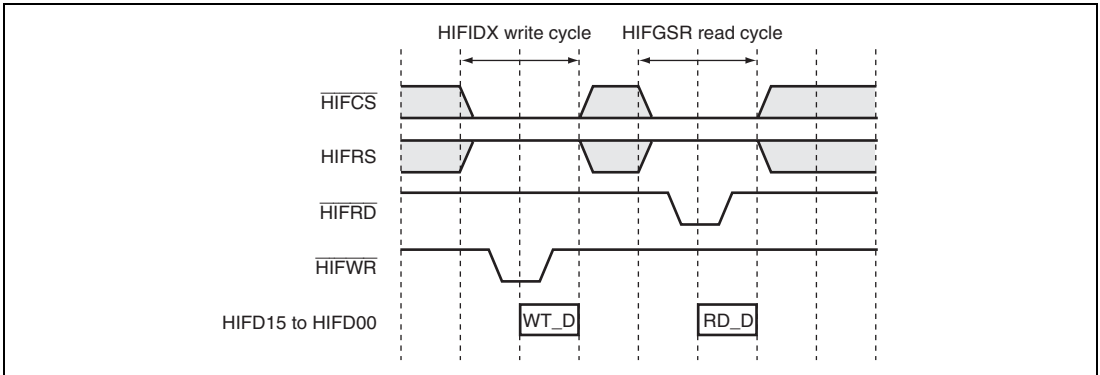 HIFIDX write cycle HIFGSR read cycle
HIFCS
HIFRS
HIFRD
HIFWR
HIFD15 to HIFD00 WT_D RD_D